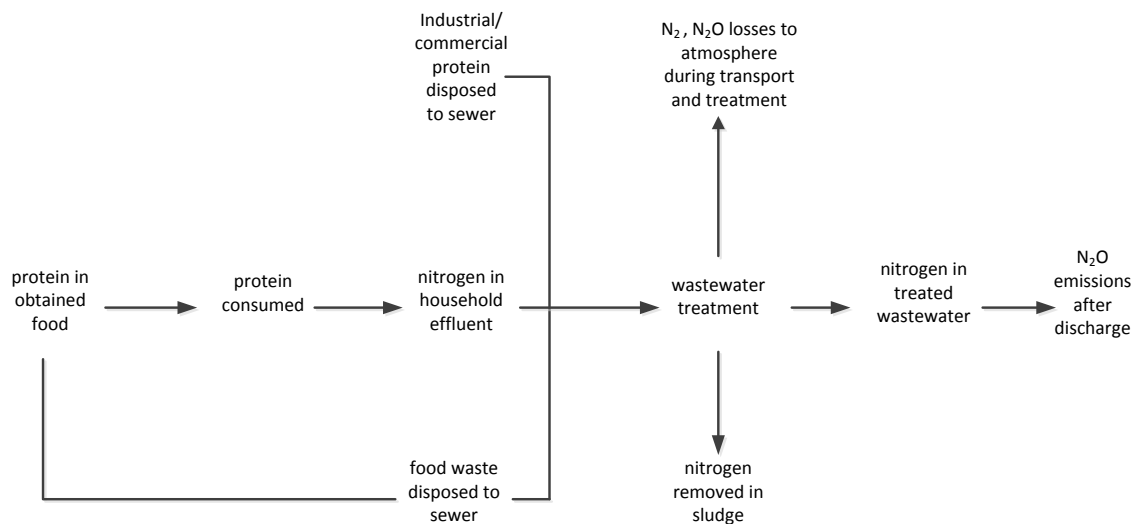 Industrial/
commercial
protein
disposed
to sewer
N₂ , N₂O losses to
atmosphere
during transport
and treatment
protein in
obtained
food
protein
consumed
nitrogen in
household
effluent
wastewater
treatment
nitrogen in
treated
wastewater
N₂O
emissions
after
discharge
food waste
disposed to
sewer
nitrogen
removed in
sludge